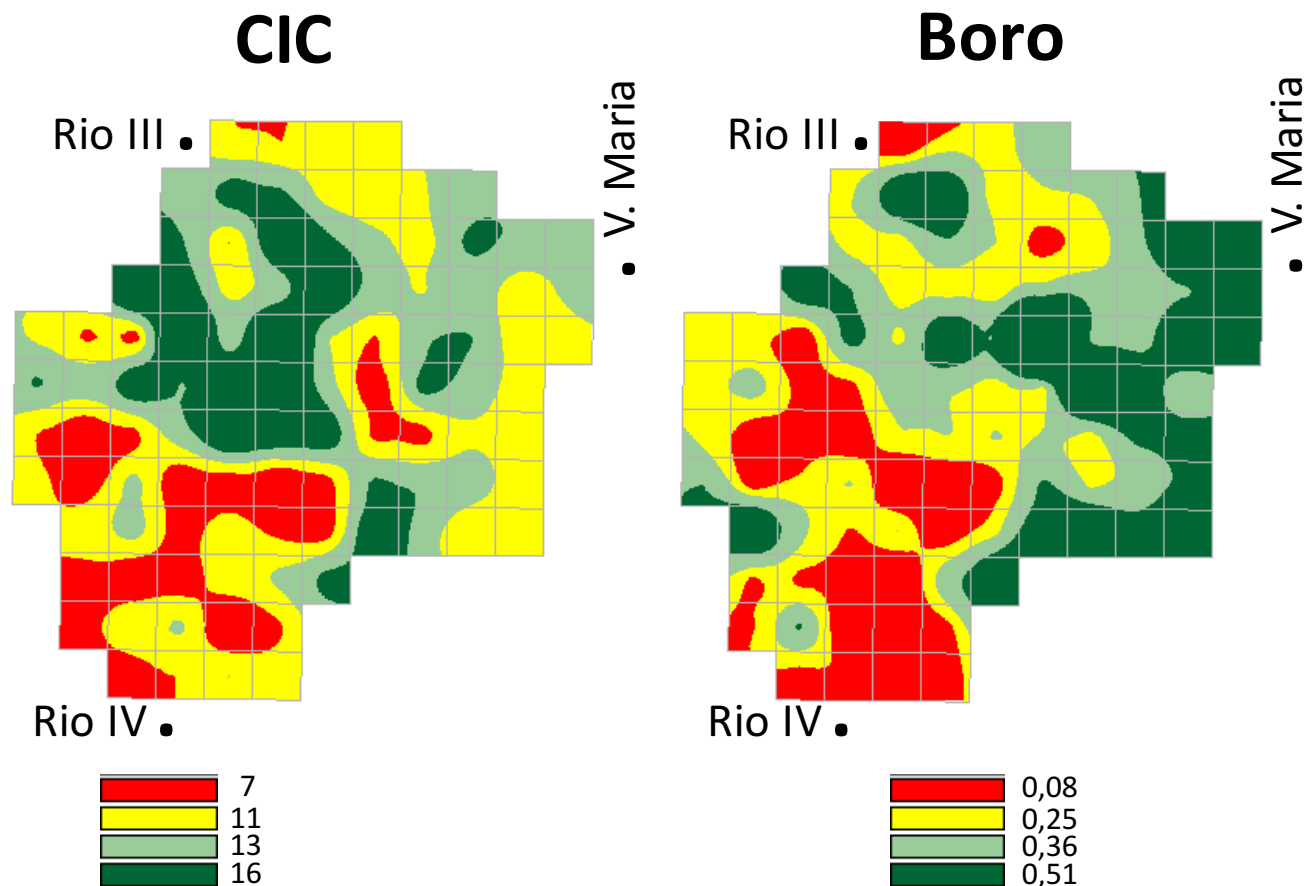 CIC
Rio III
V. Maria
Rio IV
7
11
13
16
Boro
Rio III
V. Maria
Rio IV
0,08
0,25
0,36
0,51